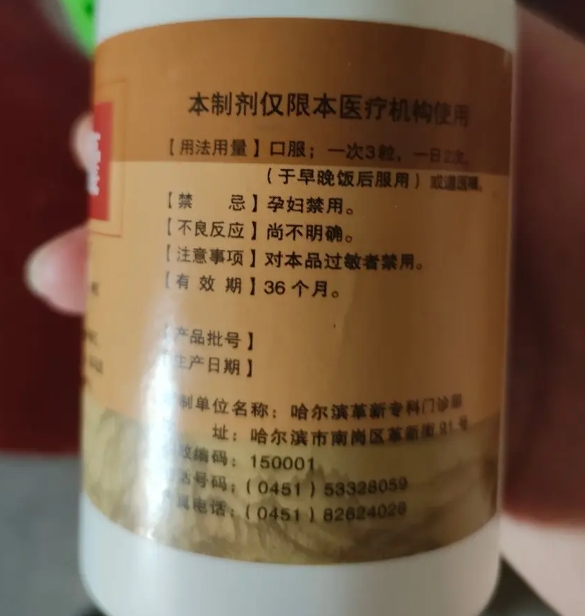 本制剂仅限本医疗机构使用
【用法用量】口服；一次3粒，一日2次，
（于早晚饭后服用）或遵医嘱。
【禁 忌】孕妇禁用。
【不良反应】尚不明确。
【注意事项】对本品过敏者禁用。
【有 效 期】36个月。
【产品批号】
生产日期】
制单位名称：哈尔滨革新专科门诊部
址：哈尔滨市南岗区革新街91号
编码：150001
话号码：（0451）53328059
电话：（0451）82624028